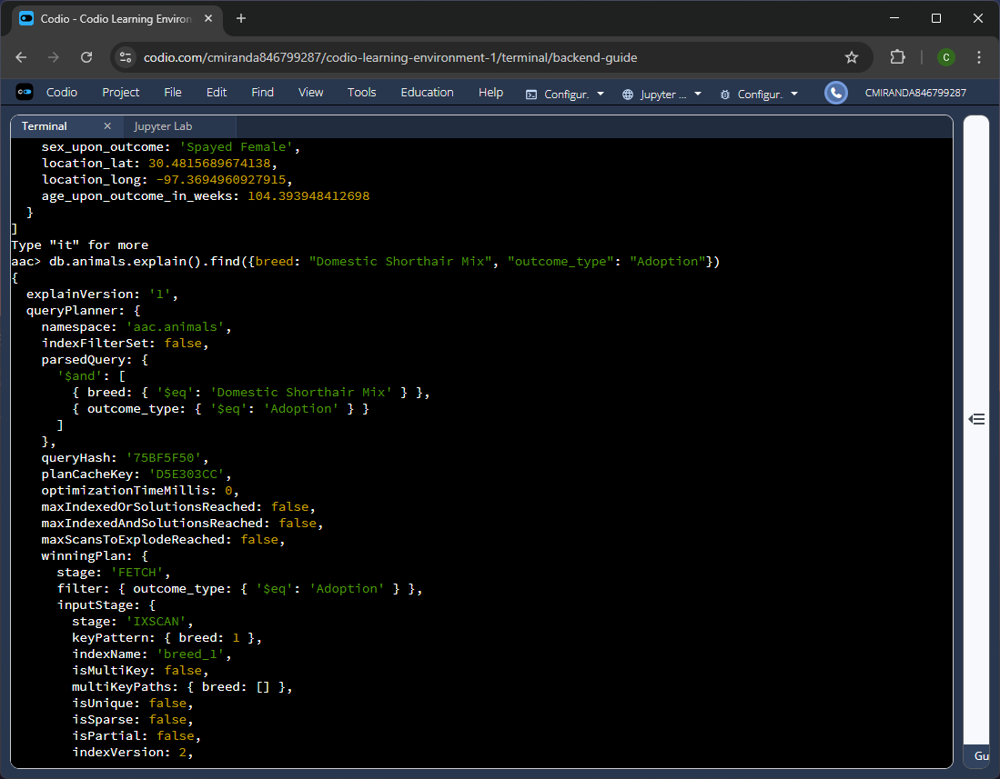 Codio - Codio Learning Environ
codio.com/cmiranda846799287/codio-learning-environment-1/terminal/backend-guide
C
Codio Project File Edit Find View Tools Education Help Configur. Jupyter ... Configur. CMIRANDA846799287
Terminal Jupyter Lab
sex_upon_outcome: 'Spayed Female',
location_lat: 30.4815689674138,
location_long: -97.3694960927915,
age_upon_outcome_in_weeks: 104.393948412698
}
]
Type "it" for more
aac> db.animals.explain().find({breed: "Domestic Shorthair Mix", "outcome_type": "Adoption"})
{
explainVersion: '1',
queryPlanner: {
namespace: 'aac.animals',
indexFilterSet: false,
parsedQuery: {
'$and': [
{ breed: { '$eq': 'Domestic Shorthair Mix' } },
{ outcome_type: { '$eq': 'Adoption' } }
]
},
queryHash: '75BF5F50',
planCacheKey: 'D5E303CC',
optimizationTimeMillis: 0,
maxIndexedOrSolutionsReached: false,
maxIndexedAndSolutionsReached: false,
maxScansToExplodeReached: false,
winningPlan: {
stage: 'FETCH',
filter: { outcome_type: { '$eq': 'Adoption' } },
inputStage: {
stage: 'IXSCAN',
keyPattern: { breed: 1 },
indexName: 'breed_1',
isMultiKey: false,
multiKeyPaths: { breed: [] },
isUnique: false,
isSparse: false,
isPartial: false,
indexVersion: 2,
Gu